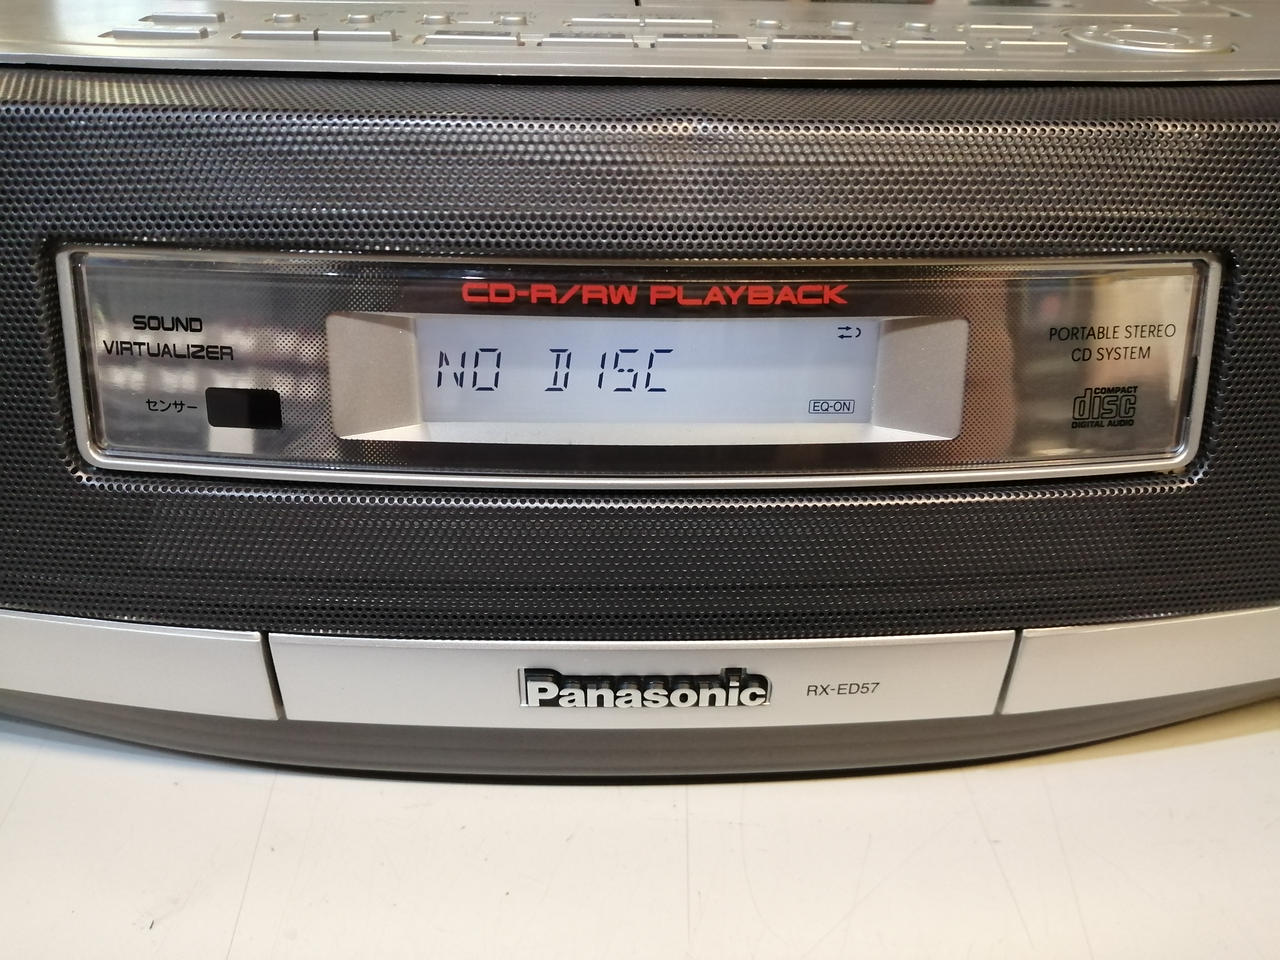 CD-R/RW PLAYBACK
SOUND
VIRTUALIZER
センサー
NO DISC
EQ-ON
PORTABLE STEREO
CD SYSTEM
COMPACT
disc
DIGITAL AUDIO
Panasonic
RX-ED57